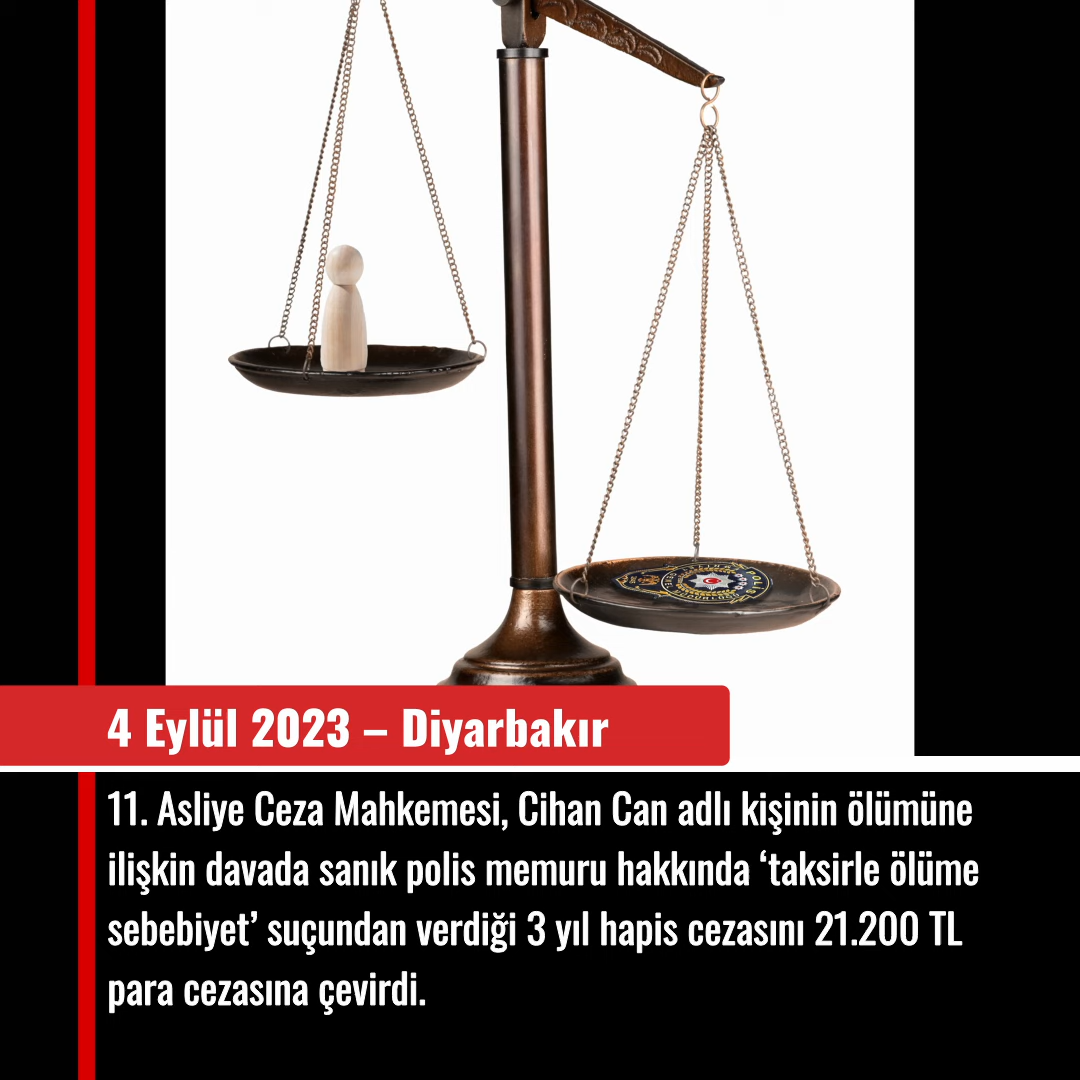 POLİS
4 Eylül 2023 – Diyarbakır
11. Asliye Ceza Mahkemesi, Cihan Can adlı kişinin ölümüne
ilişkin davada sanık polis memuru hakkında ‘taksirle ölüme
sebebiyet’ suçundan verdiği 3 yıl hapis cezasını 21.200 TL
para cezasına çevirdi.